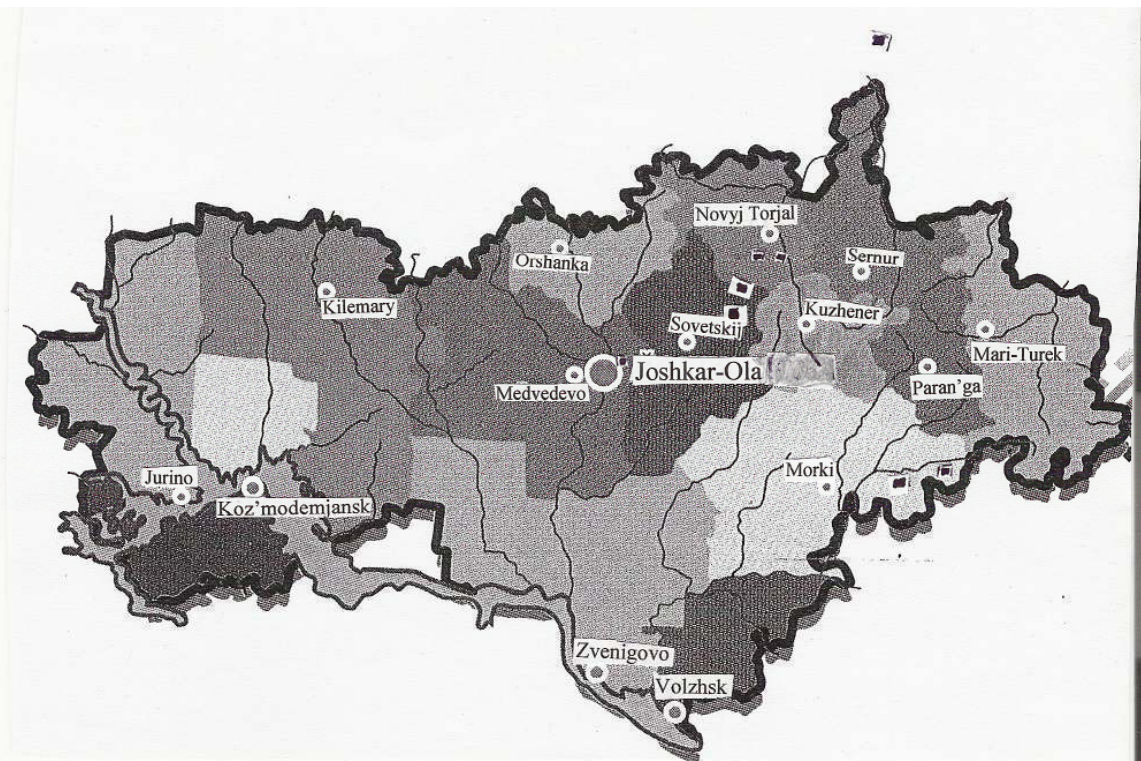 Novyj Torjal
Orshanka
Sernur
Kilemary
Kuzhener
Sovetskij
Mari-Turek
Joshkar-Ola
Medvedevo
Paran'ga
Morki
Jurino
Koz'modemjansk
Zvenigovo
Volzhsk